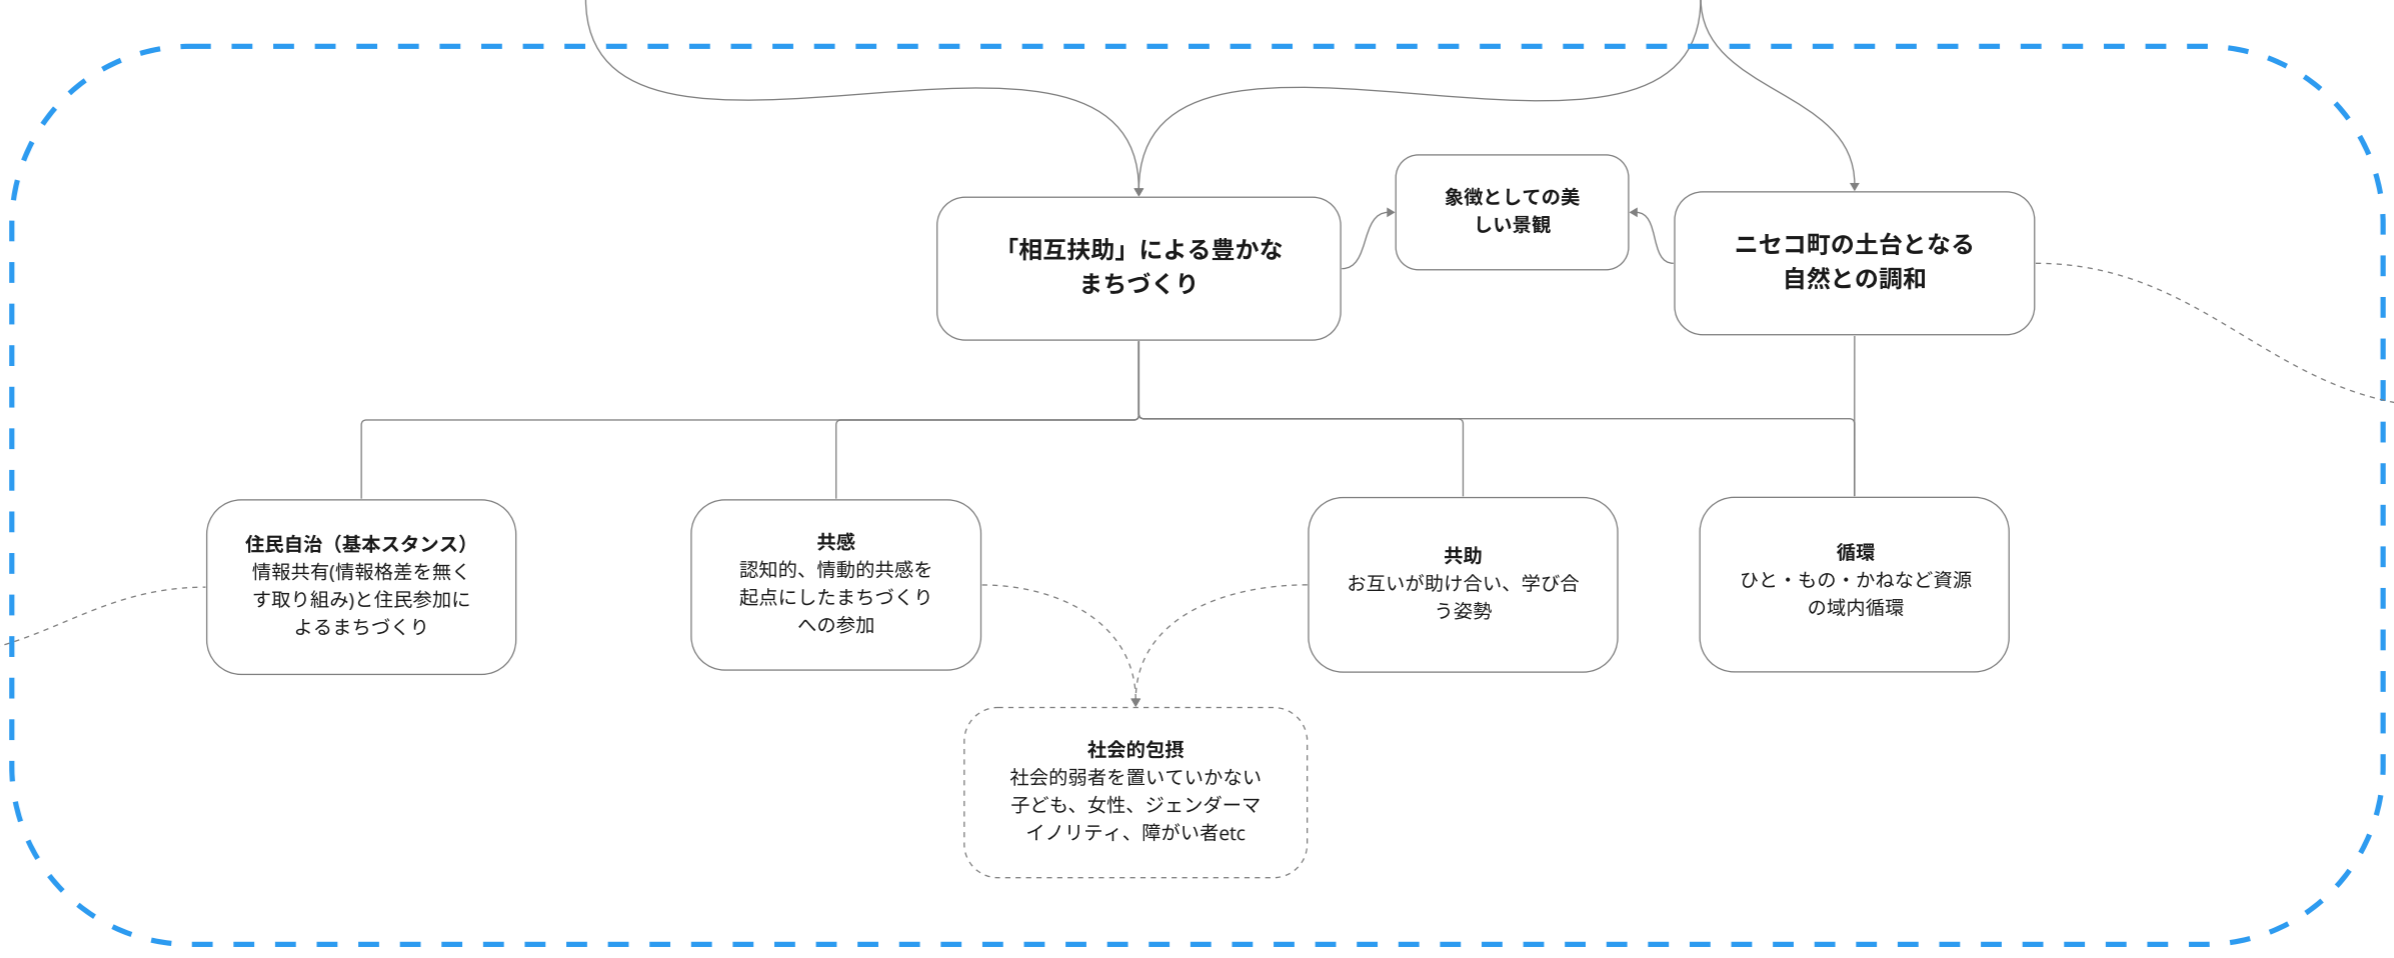 象徴としての美
しい景観
「相互扶助」による豊かな
まちづくり
ニセコ町の土台となる
自然との調和
住民自治（基本スタンス）
情報共有(情報格差を無く
す取り組み)と住民参加に
よるまちづくり
共感
認知的、情動的共感を
起点にしたまちづくり
への参加
共助
お互いが助け合い、学び合
う姿勢
循環
ひと・もの・かねなど資源
の域内循環
社会的包摂
社会的弱者を置いていかない
子ども、女性、ジェンダーマ
イノリティ、障がい者etc